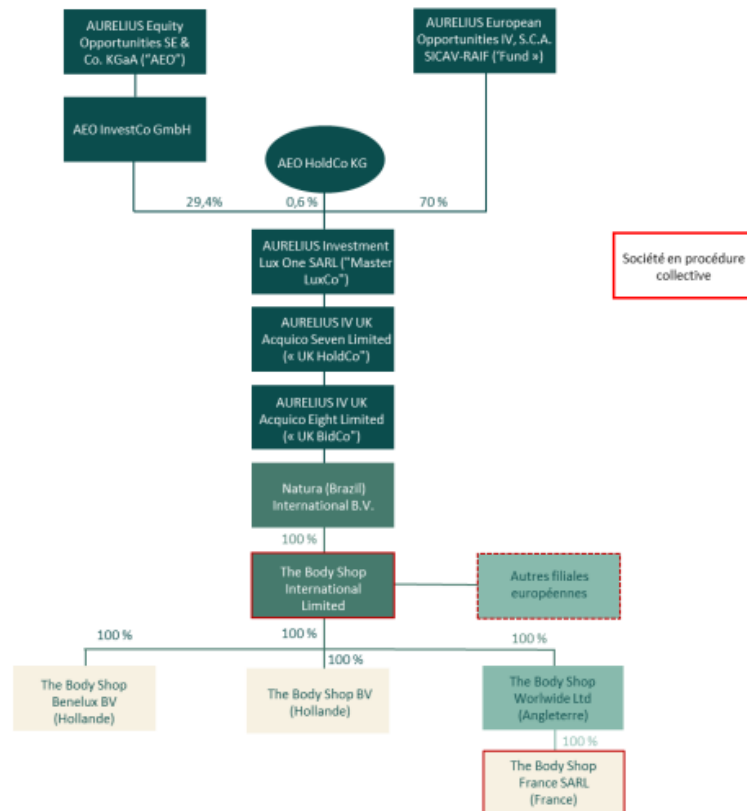 AURELIUS Equity
Opportunities SE &
Co. KGaA ("AEO")
AURELIUS European
Opportunities IV, S.C.A.
SICAV-RAIF ('Fund »)
AEO InvestCo GmbH
AEO HoldCo KG
29,4%
0,6 %
70 %
AURELIUS Investment
Lux One SARL ("Master
LuxCo")
Société en procédure
collective
AURELIUS IV UK
Acquico Seven Limited
(« UK HoldCo")
AURELIUS IV UK
Acquico Eight Limited
(« UK BidCo")
Natura (Brazil)
International B.V.
100 %
The Body Shop
International
Limited
Autres filiales
européennes
100 %
100 %
100 %
100 %
The Body Shop
Benelux BV
(Hollande)
The Body Shop BV
(Hollande)
The Body Shop
Worlwide Ltd
(Angleterre)
100 %
The Body Shop
France SARL
(France)